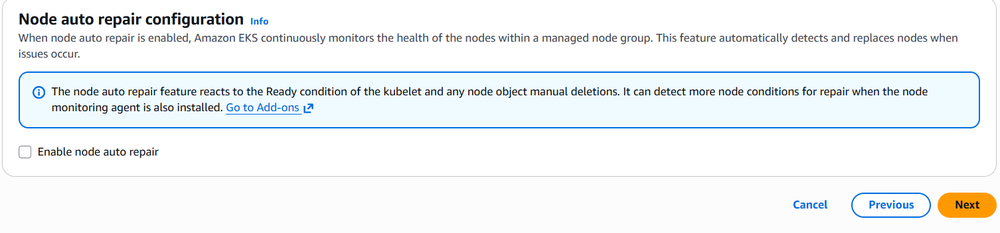 Node auto repair configuration Info
When node auto repair is enabled, Amazon EKS continuously monitors the health of the nodes within a managed node group. This feature automatically detects and replaces nodes when
issues occur.
The node auto repair feature reacts to the Ready condition of the kubelet and any node object manual deletions. It can detect more node conditions for repair when the node
monitoring agent is also installed. Go to Add-ons
Enable node auto repair
Cancel Previous Next